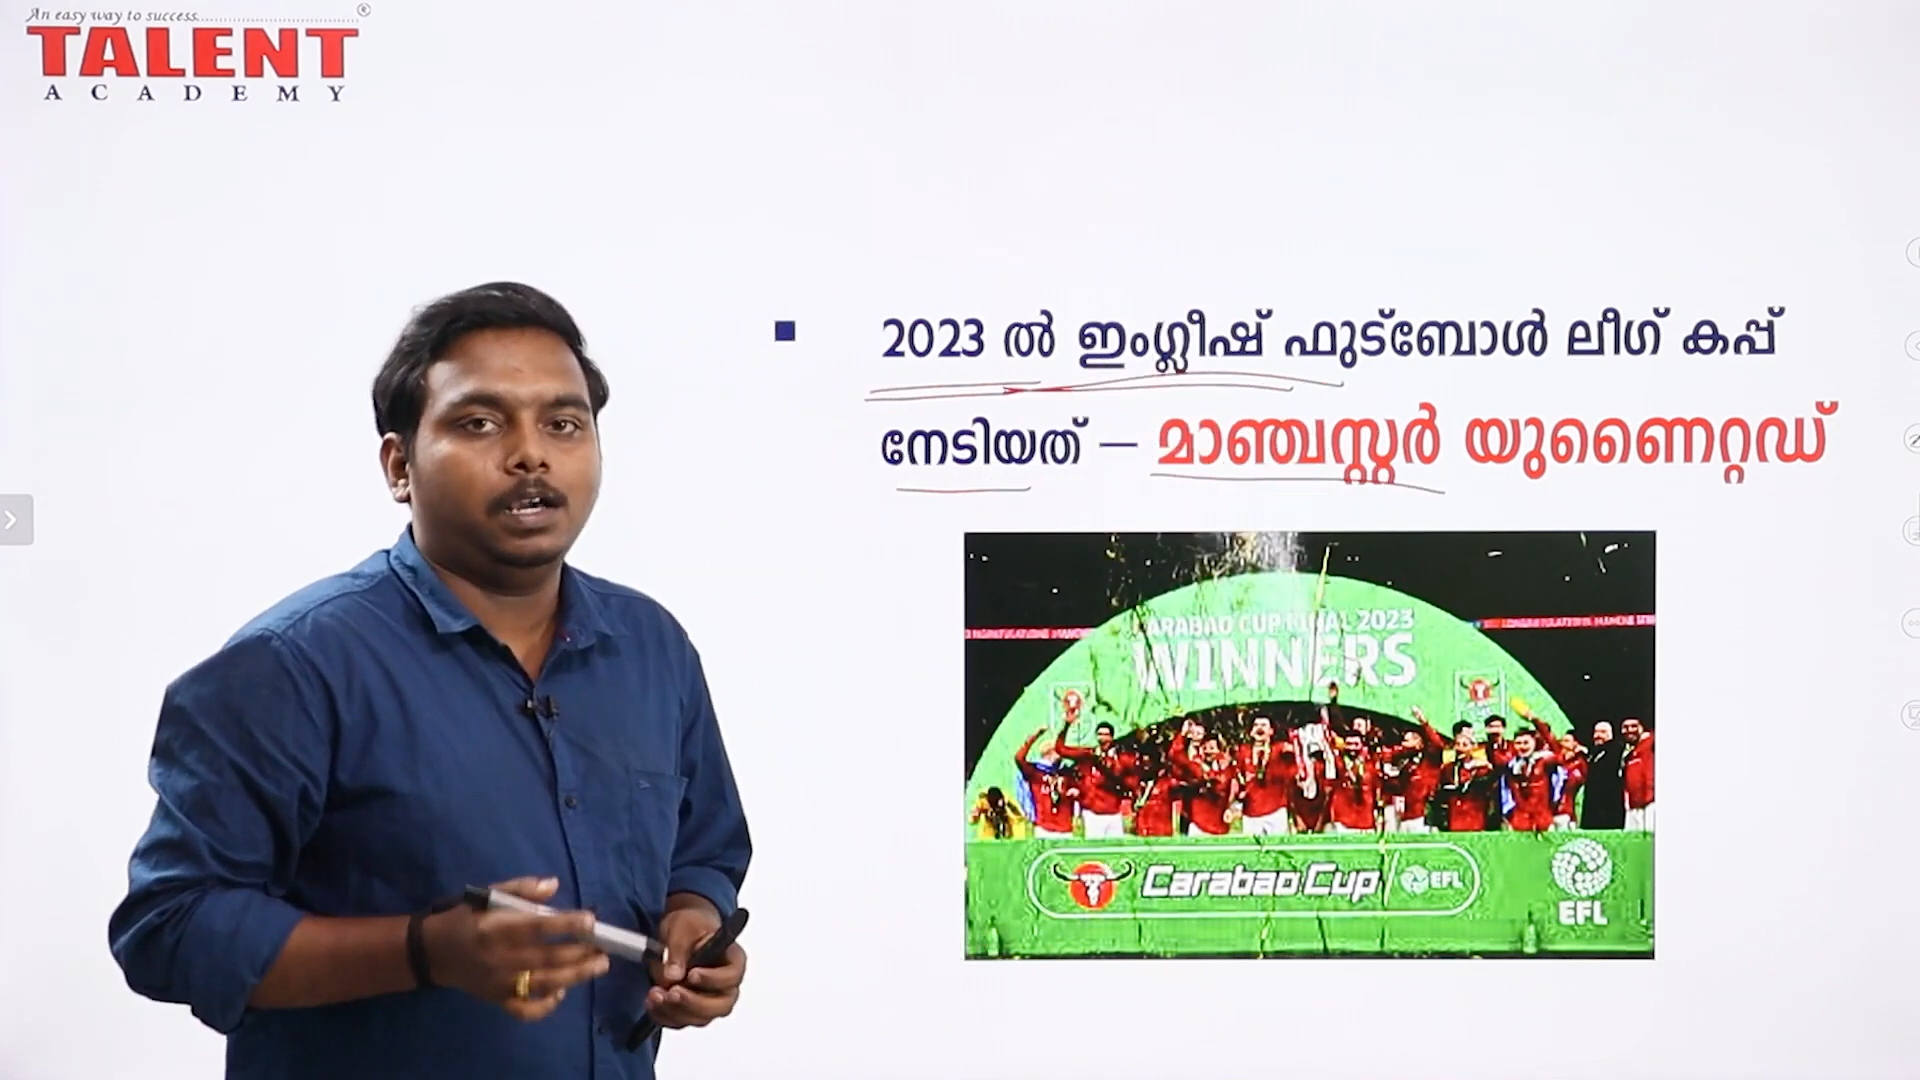 An easy way to success
TALENT
ACADEMY
2023 ൽ ഇംഗ്ലീഷ് ഫുട്ബോൾ ലീഗ് കപ്പ്
നേടിയത് – മാഞ്ചസ്റ്റർ യുണൈറ്റഡ്
CARABAO CUP FINAL 2023
WINNERS
Carabao Cup EFL
EFL